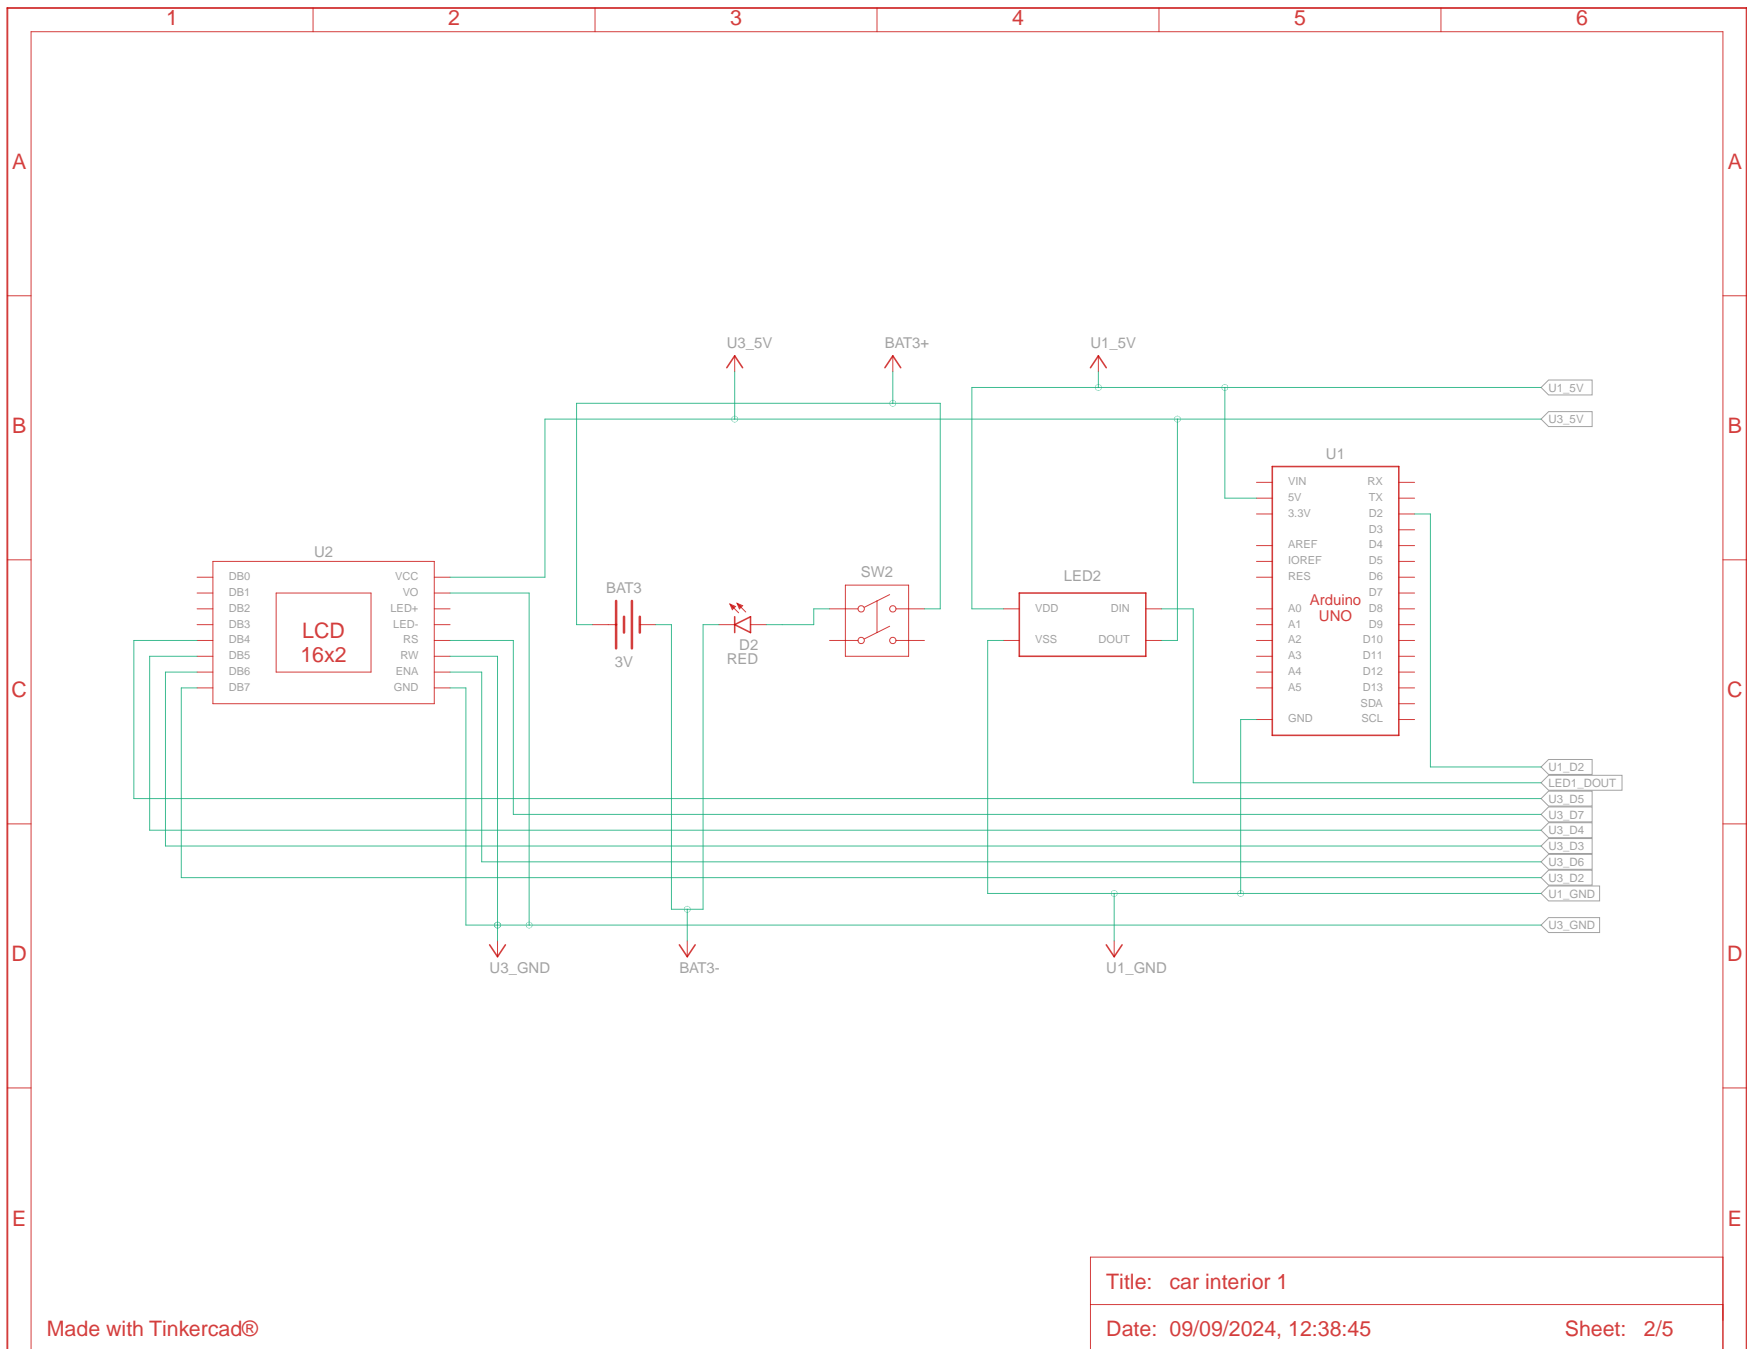 1 2 3 4 5 6
A A
U3_5V BAT3+ U1_5V
U1_5V
B U3_5V B
U1
VIN RX
5V TX
3.3V D2
D3
AREF D4
IOREF D5
RES D6
D7
A0 D8
A1 D9
A2 D10
A3 D11
A4 D12
A5 D13
SDA
GND SCL
Arduino
UNO
U2
DB0 VCC
DB1 VO
DB2 LED+
DB3 LED-
DB4 RS
DB5 RW
DB6 ENA
DB7 GND
LCD
16x2
BAT3
3V
D2
RED
SW2
LED2
VDD DIN
VSS DOUT
C C
U1_D2
LED1_DOUT
U3_D5
U3_D7
U3_D4
U3_D3
U3_D6
U3_D2
U1_GND
U3_GND
D D
U3_GND BAT3- U1_GND
E E
Title: car interior 1
Made with Tinkercad® Date: 09/09/2024, 12:38:45 Sheet: 2/5